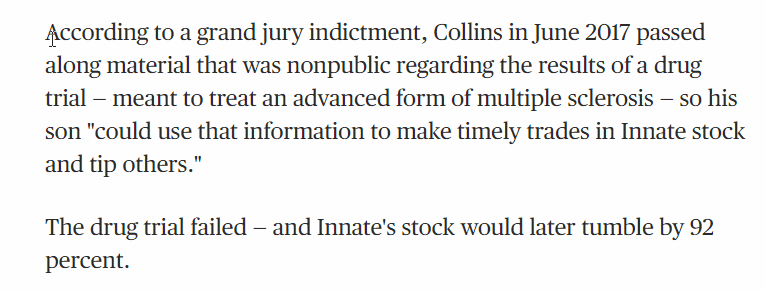 According to a grand jury indictment, Collins in June 2017 passed
along material that was nonpublic regarding the results of a drug
trial — meant to treat an advanced form of multiple sclerosis — so his
son "could use that information to make timely trades in Innate stock
and tip others."
The drug trial failed — and Innate's stock would later tumble by 92
percent.